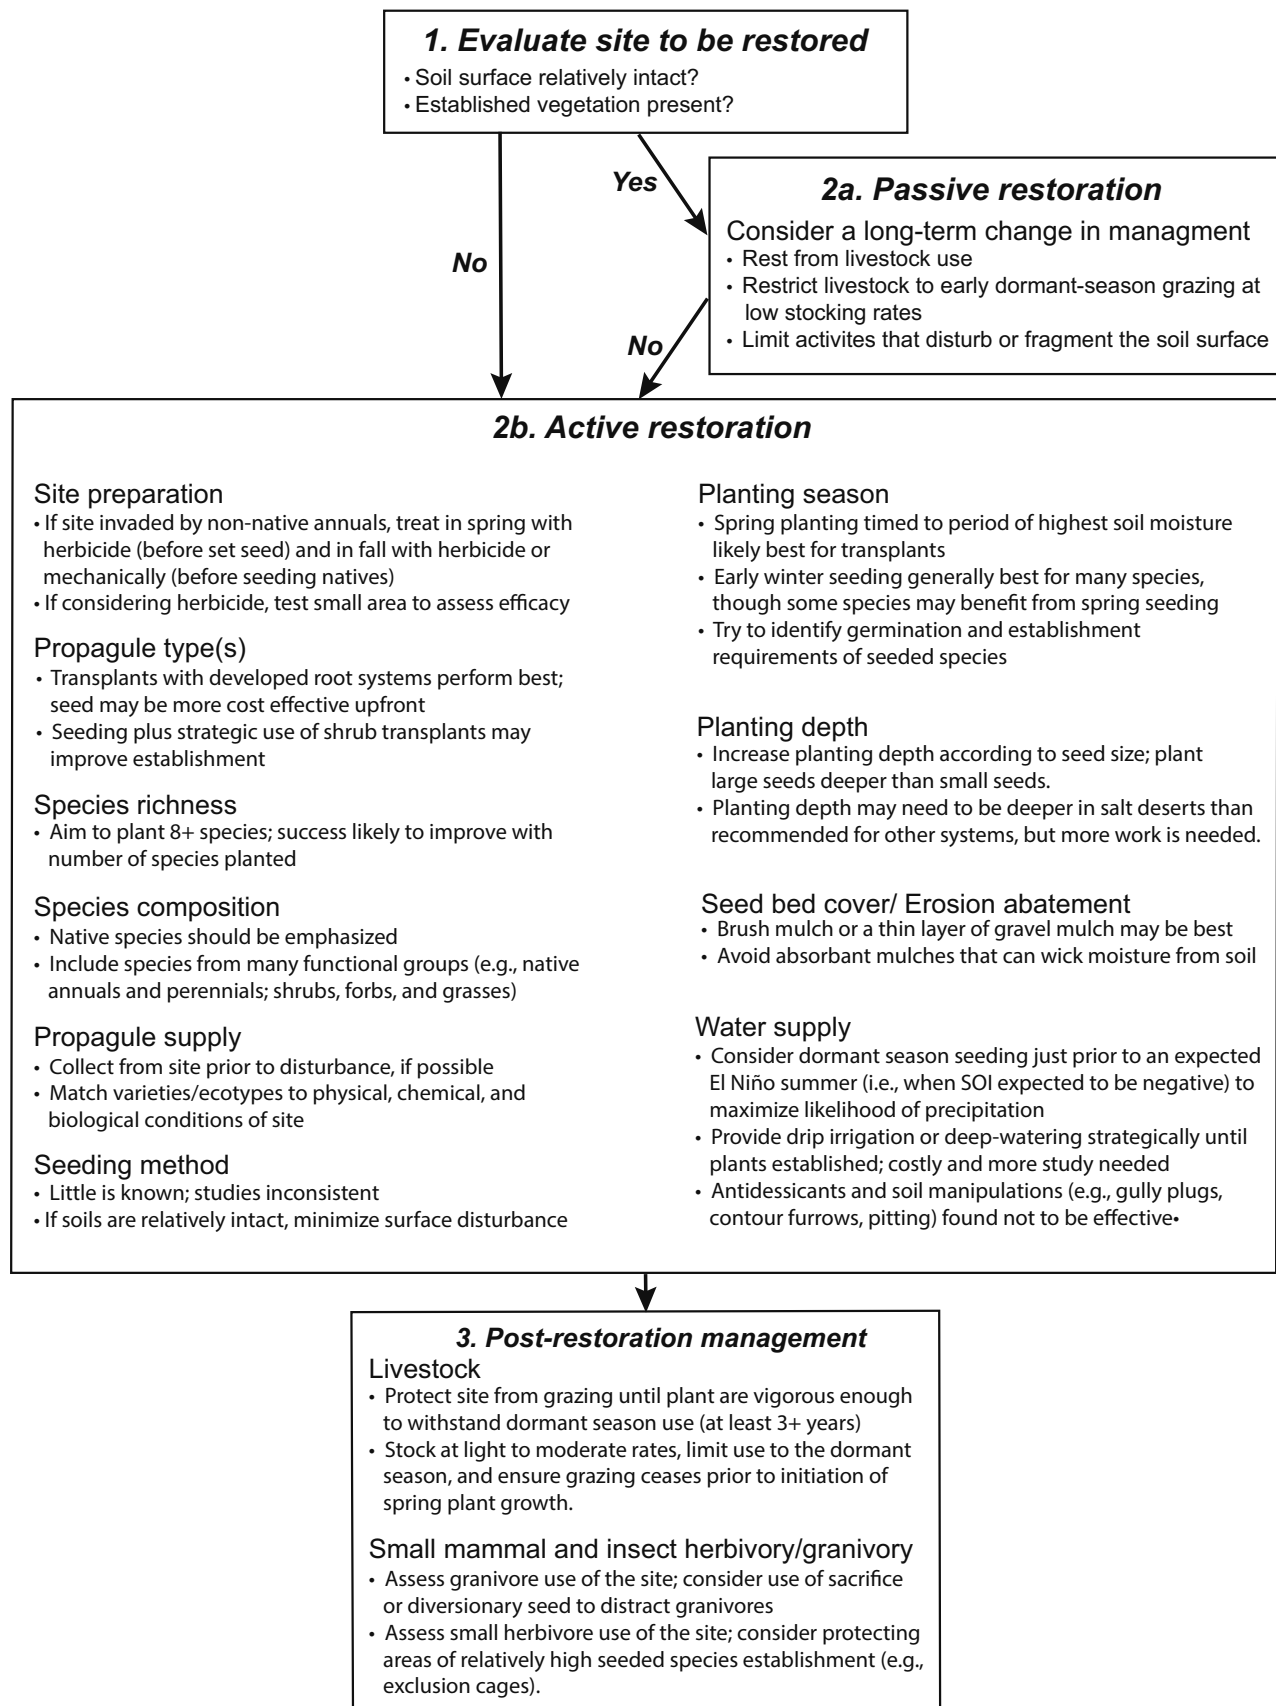 1. Evaluate site to be restored
• Soil surface relatively intact?
• Established vegetation present?
Yes
No
2a. Passive restoration
Consider a long-term change in managment
• Rest from livestock use
• Restrict livestock to early dormant-season grazing at
low stocking rates
• Limit activites that disturb or fragment the soil surface
No
2b. Active restoration
Site preparation
• If site invaded by non-native annuals, treat in spring with
herbicide (before set seed) and in fall with herbicide or
mechanically (before seeding natives)
• If considering herbicide, test small area to assess efficacy
Propagule type(s)
• Transplants with developed root systems perform best;
seed may be more cost effective upfront
• Seeding plus strategic use of shrub transplants may
improve establishment
Species richness
• Aim to plant 8+ species; success likely to improve with
number of species planted
Species composition
• Native species should be emphasized
• Include species from many functional groups (e.g., native
annuals and perennials; shrubs, forbs, and grasses)
Propagule supply
• Collect from site prior to disturbance, if possible
• Match varieties/ecotypes to physical, chemical, and
biological conditions of site
Seeding method
• Little is known; studies inconsistent
• If soils are relatively intact, minimize surface disturbance
Planting season
• Spring planting timed to period of highest soil moisture
likely best for transplants
• Early winter seeding generally best for many species,
though some species may benefit from spring seeding
• Try to identify germination and establishment
requirements of seeded species
Planting depth
• Increase planting depth according to seed size; plant
large seeds deeper than small seeds.
• Planting depth may need to be deeper in salt deserts than
recommended for other systems, but more work is needed.
Seed bed cover/ Erosion abatement
• Brush mulch or a thin layer of gravel mulch may be best
• Avoid absorbant mulches that can wick moisture from soil
Water supply
• Consider dormant season seeding just prior to an expected
El Niño summer (i.e., when SOI expected to be negative) to
maximize likelihood of precipitation
• Provide drip irrigation or deep-watering strategically until
plants established; costly and more study needed
• Antidessicants and soil manipulations (e.g., gully plugs,
contour furrows, pitting) found not to be effective•
3. Post-restoration management
Livestock
• Protect site from grazing until plant are vigorous enough
to withstand dormant season use (at least 3+ years)
• Stock at light to moderate rates, limit use to the dormant
season, and ensure grazing ceases prior to initiation of
spring plant growth.
Small mammal and insect herbivory/granivory
• Assess granivore use of the site; consider use of sacrifice
or diversionary seed to distract granivores
• Assess small herbivore use of the site; consider protecting
areas of relatively high seeded species establishment (e.g.,
exclusion cages).